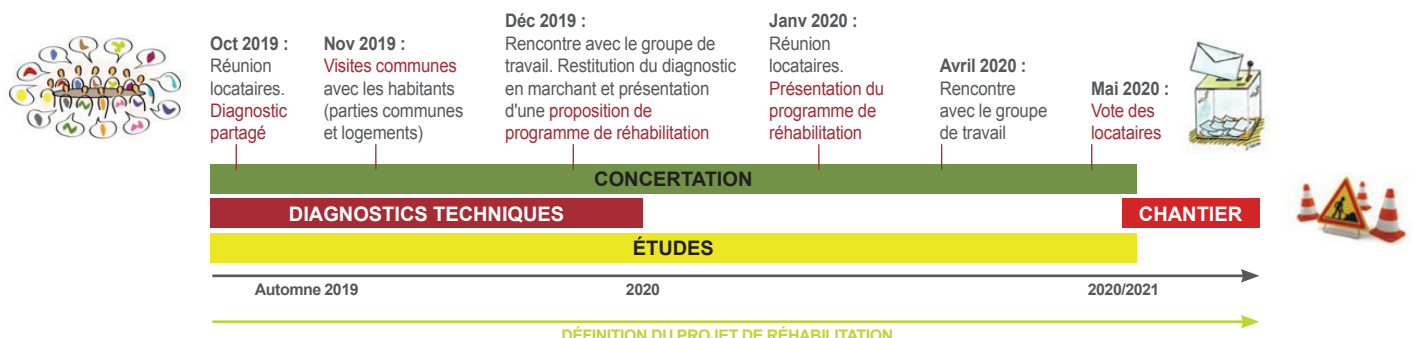 Oct 2019 :
Réunion
locataires.
Diagnostic
partagé
Nov 2019 :
Visites communes
avec les habitants
(parties communes
et logements)
Déc 2019 :
Rencontre avec le groupe de
travail. Restitution du diagnostic
en marchant et présentation
d'une proposition de
programme de réhabilitation
Janv 2020 :
Réunion
locataires.
Présentation du
programme de
réhabilitation
Avril 2020 :
Rencontre
avec le groupe
de travail
Mai 2020 :
Vote des
locataires
CONCERTATION
DIAGNOSTICS TECHNIQUES
CHANTIER
ÉTUDES
Automne 2019
2020
2020/2021
DÉFINITION DU PROJET DE RÉHABILITATION